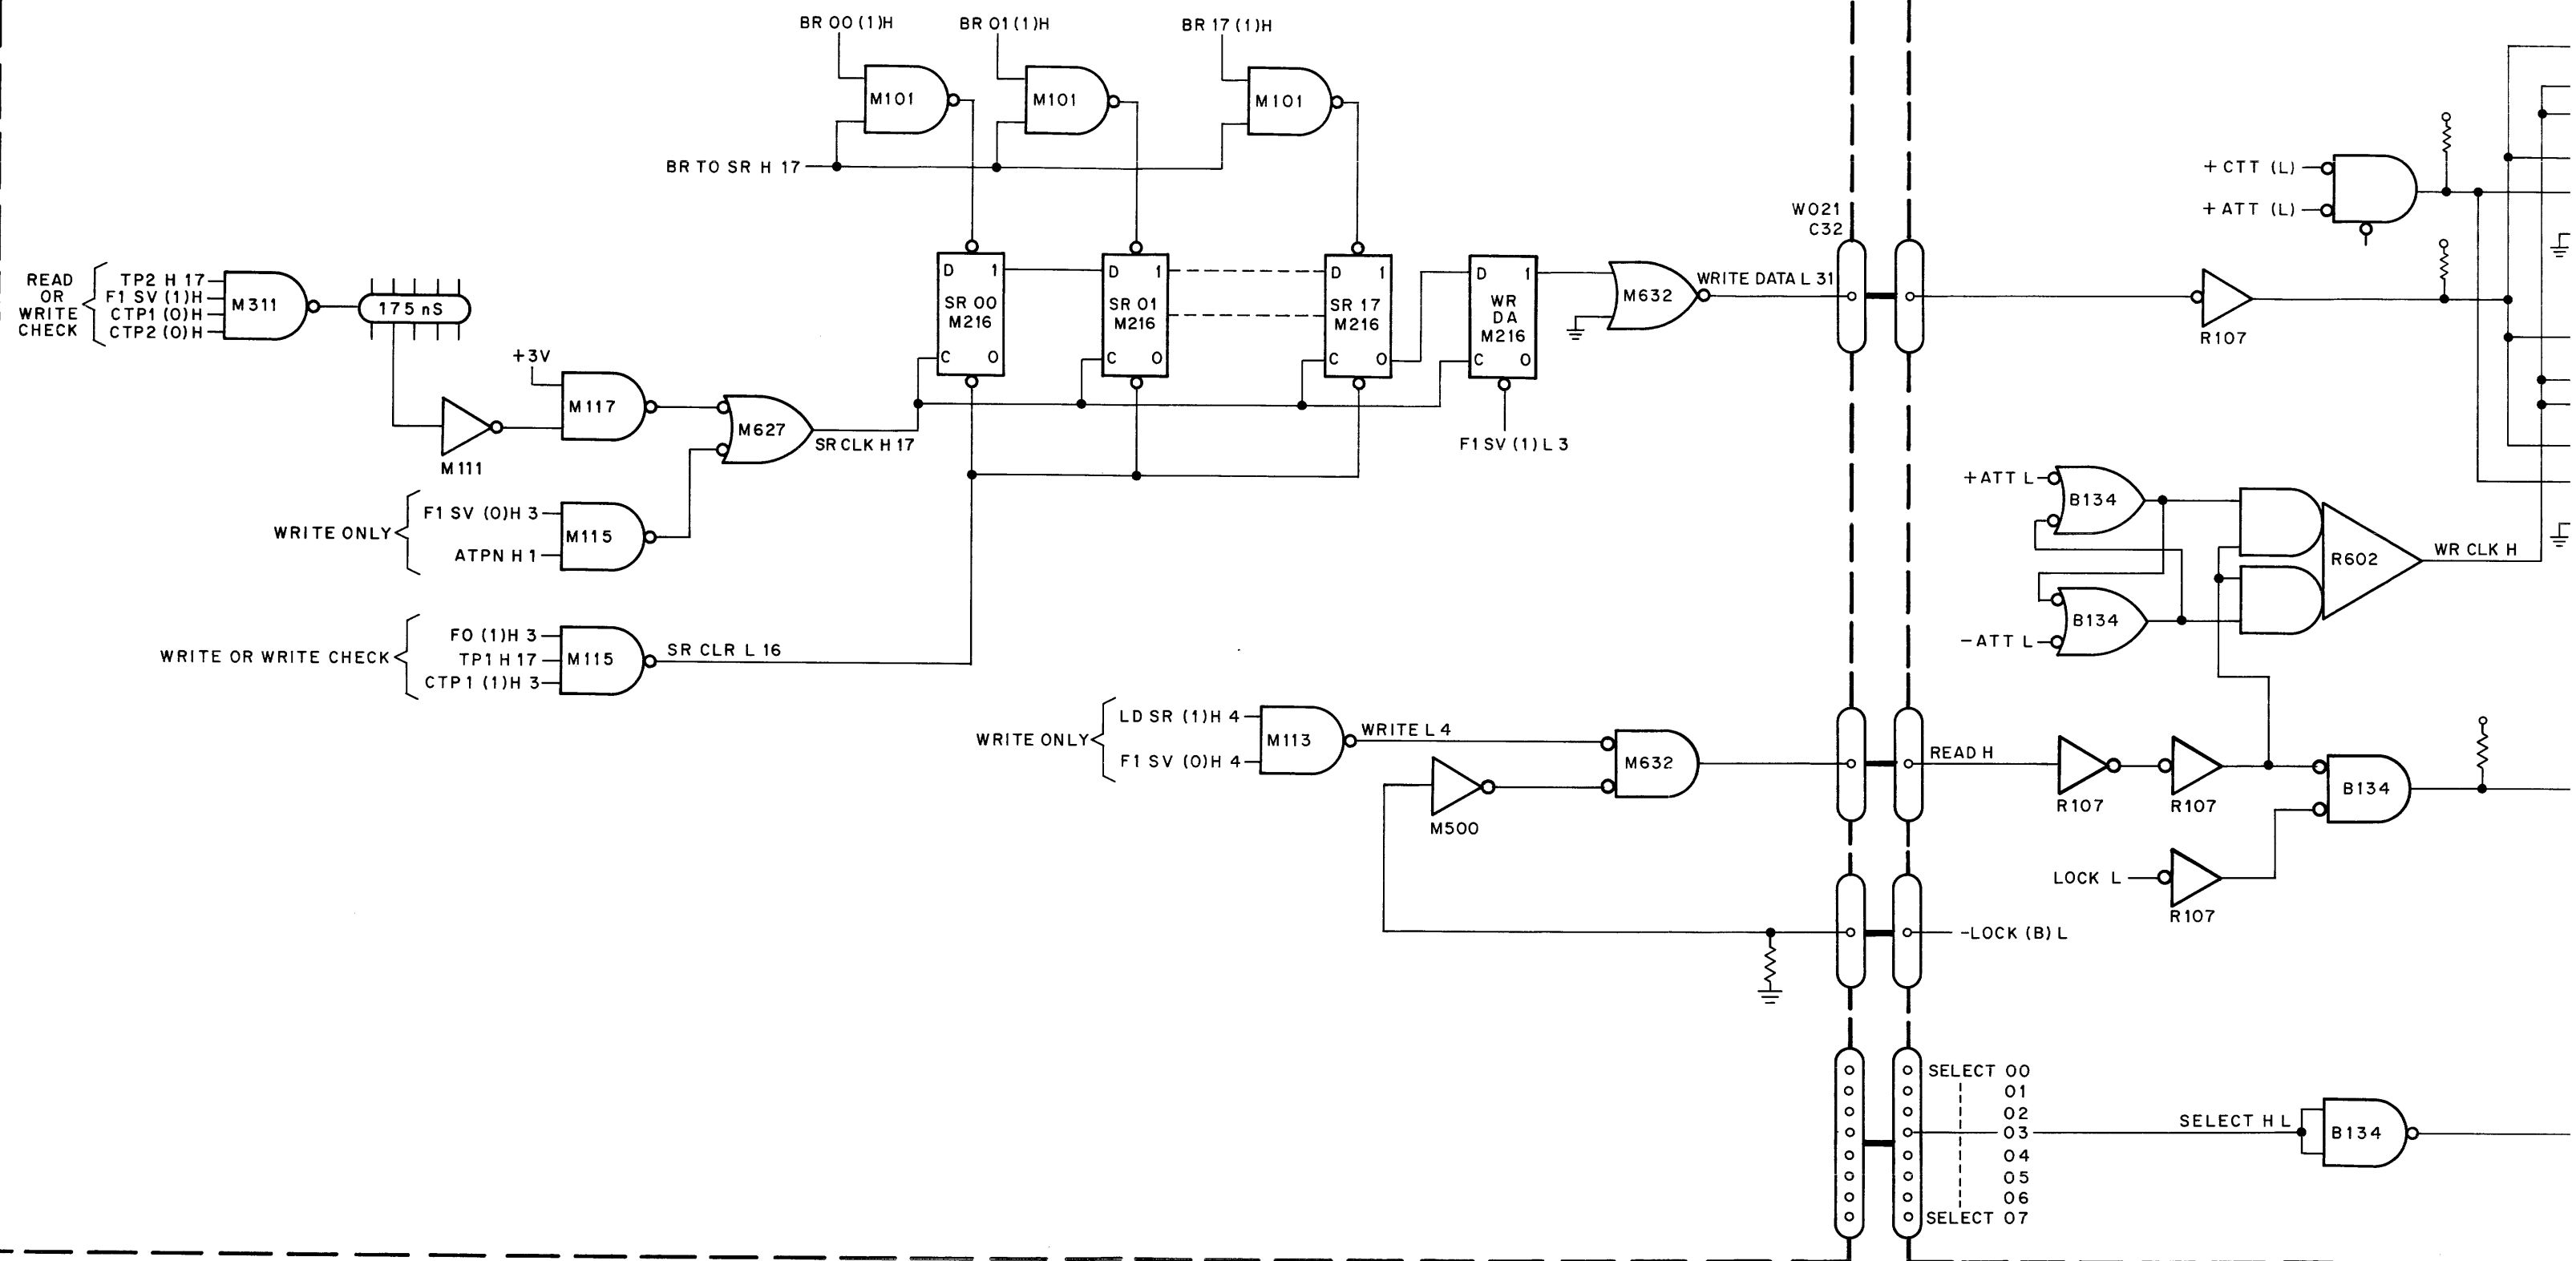 BR 00 (1)H
BR 01 (1)H
BR 17 (1)H
M101
M101
M101
BR TO SR H 17
+ CTT (L)
+ ATT (L)
W021
C32
READ
OR
WRITE
CHECK
TP2 H 17
F1 SV (1)H
CTP1 (0)H
CTP2 (0)H
M311
175 nS
D 1
SR 00
M216
C 0
D 1
SR 01
M216
C 0
D 1
SR 17
M216
C 0
D 1
WR
DA
M216
C 0
M632
WRITE DATA L 31
R107
+3V
M117
M111
M627
SR CLK H 17
F1 SV (1) L 3
WRITE ONLY
F1 SV (0)H 3
ATPN H 1
M115
+ATT L
B134
R602
WR CLK H
B134
-ATT L
WRITE OR WRITE CHECK
F0 (1)H 3
TP1 H 17
CTP1 (1)H 3
M115
SR CLR L 16
WRITE ONLY
LD SR (1)H 4
F1 SV (0)H 4
M113
WRITE L 4
M632
M500
READ H
R107
R107
B134
LOCK L
R107
-LOCK (B) L
SELECT 00
01
02
03
04
05
06
SELECT 07
SELECT H L
B134